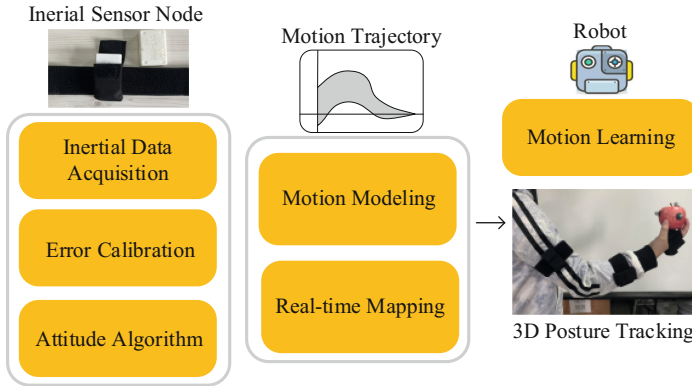 Inerial Sensor Node
Inertial Data
Acquisition
Error Calibration
Attitude Algorithm
Motion Trajectory
Motion Modeling
Real-time Mapping
Robot
Motion Learning
3D Posture Tracking